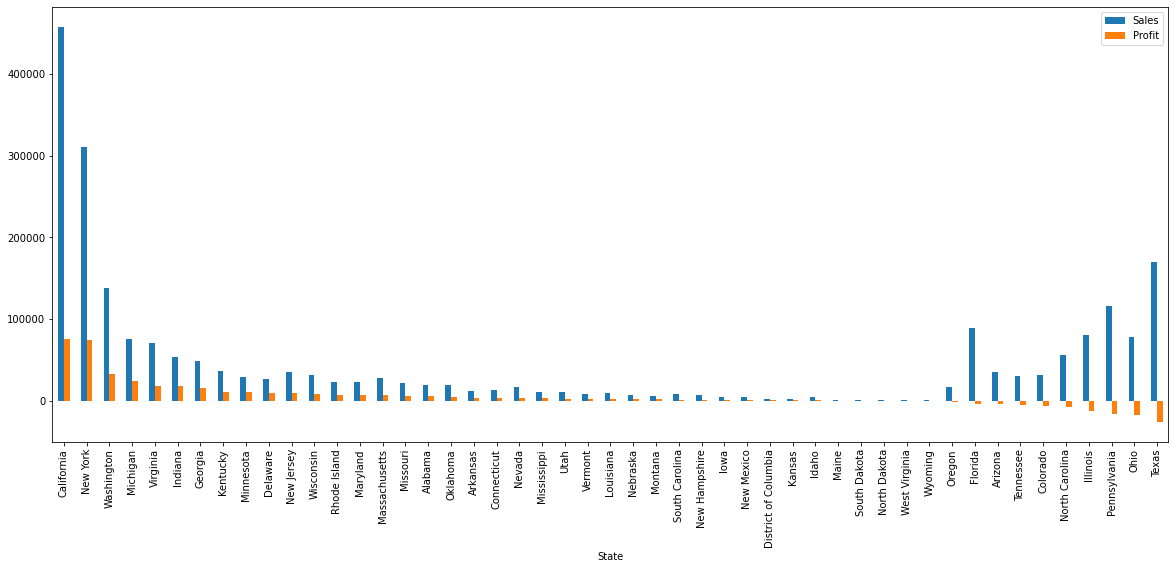 Sales
Profit
400000
300000
200000
100000
0
California
New York
Washington
Michigan
Virginia
Indiana
Georgia
Kentucky
Minnesota
Delaware
New Jersey
Wisconsin
Rhode Island
Maryland
Massachusetts
Missouri
Alabama
Oklahoma
Arkansas
Connecticut
Nevada
Mississippi
Utah
Vermont
Louisiana
Nebraska
Montana
South Carolina
New Hampshire
Iowa
New Mexico
District of Columbia
Kansas
Idaho
Maine
South Dakota
North Dakota
West Virginia
Wyoming
Oregon
Florida
Arizona
Tennessee
Colorado
North Carolina
Illinois
Pennsylvania
Ohio
Texas
State